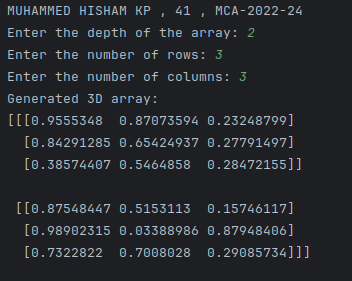 MUHAMMED HISHAM KP , 41 , MCA-2022-24
Enter the depth of the array: 2
Enter the number of rows: 3
Enter the number of columns: 3
Generated 3D array:
[[[0.9555348  0.87073594 0.23248799]
  [0.84291285 0.65424937 0.27791497]
  [0.38574407 0.5464858  0.28472155]]

 [[0.87548447 0.5153113  0.15746117]
  [0.98902315 0.03388986 0.87948406]
  [0.7322822  0.7008028  0.29085734]]]